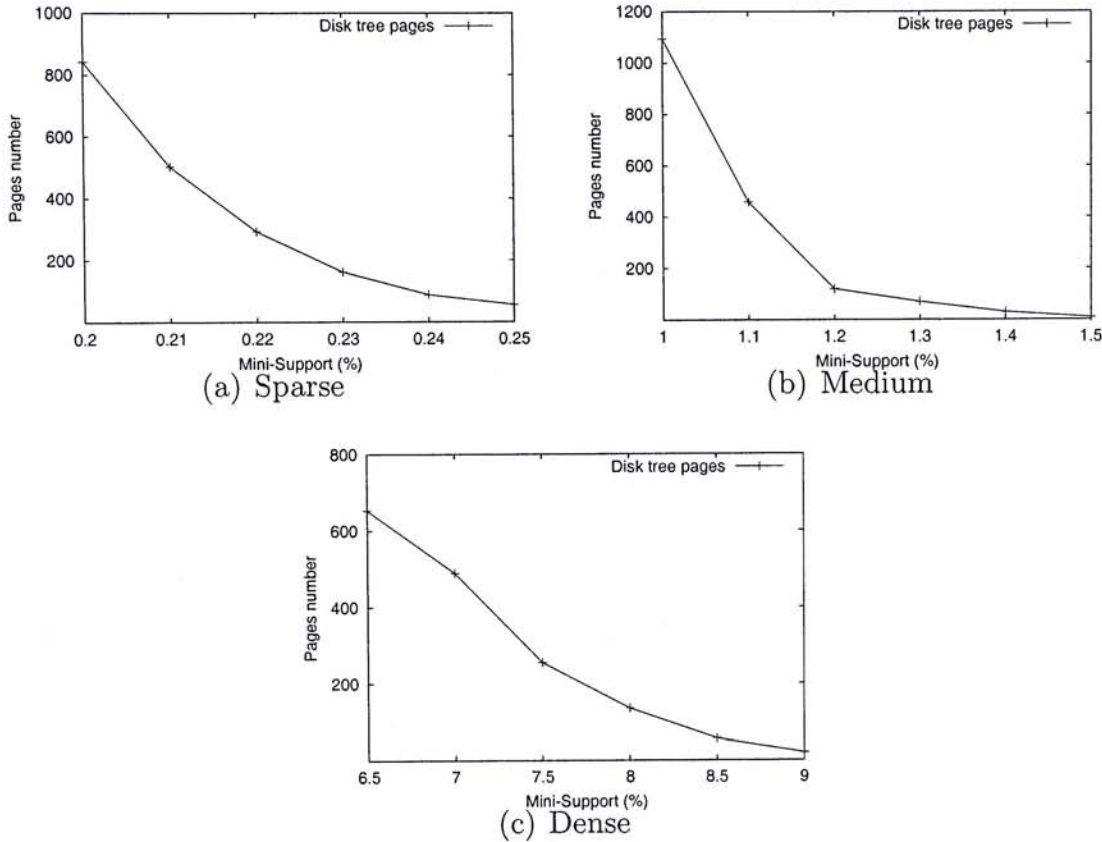 1000
800
600
400
200
Pages number
Disk tree pages
0.2 0.21 0.22 0.23 0.24 0.25
Mini-Support (%)
(a) Sparse
1200
1000
800
600
400
200
Pages number
Disk tree pages
1 1.1 1.2 1.3 1.4 1.5
Mini-Support (%)
(b) Medium
800
600
400
200
Pages number
Disk tree pages
6.5 7 7.5 8 8.5 9
Mini-Support (%)
(c) Dense